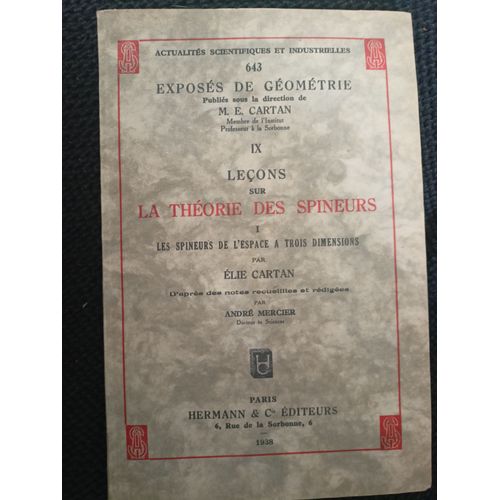 ACTUALITÉS SCIENTIFIQUES ET INDUSTRIELLES
643
EXPOSÉS DE GÉOMÉTRIE
Publiés sous la direction de
M. E. CARTAN
Membre de l'Institut
Professeur à la Sorbonne
IX
LEÇONS
SUR
LA THÉORIE DES SPINEURS
I
LES SPINEURS DE L'ESPACE A TROIS DIMENSIONS
PAR
ÉLIE CARTAN
D'après des notes recueillies et rédigées
PAR
ANDRÉ MERCIER
Docteur ès Sciences
PARIS
HERMANN & Cie ÉDITEURS
6, Rue de la Sorbonne, 6
1938